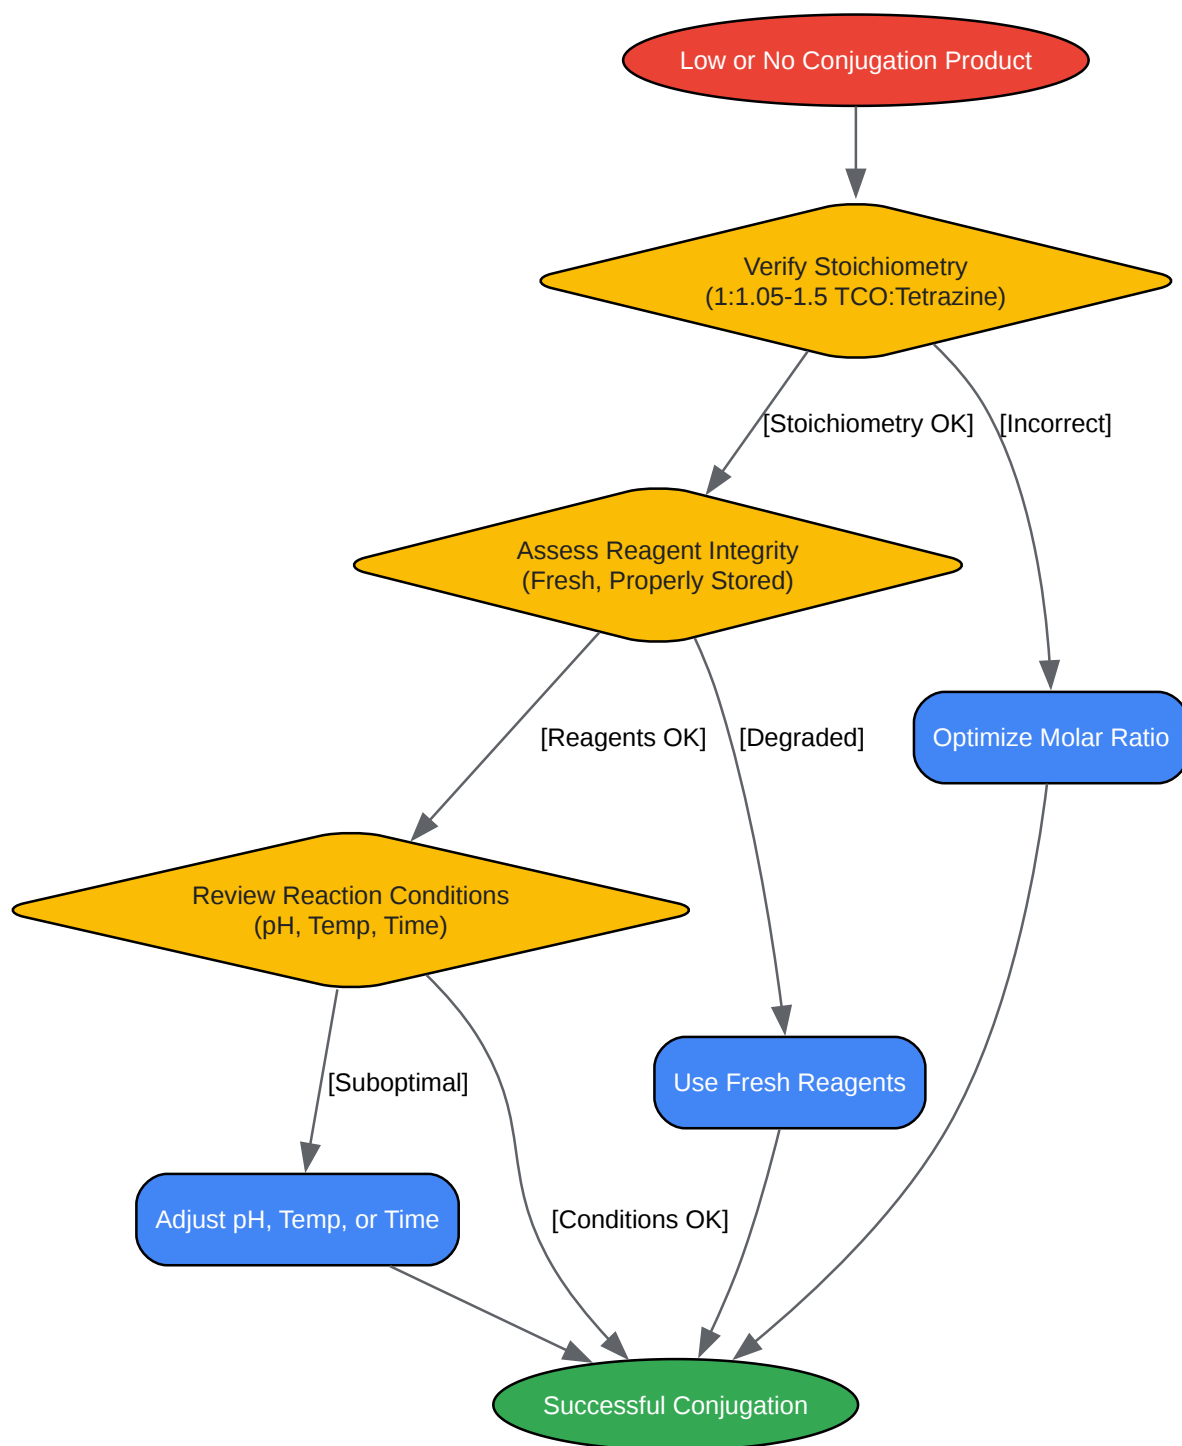 Low or No Conjugation Product
Verify Stoichiometry
(1:1.05-1.5 TCO:Tetrazine)
[Stoichiometry OK]
[Incorrect]
Assess Reagent Integrity
(Fresh, Properly Stored)
[Reagents OK]
[Degraded]
Optimize Molar Ratio
Review Reaction Conditions
(pH, Temp, Time)
[Suboptimal]
Use Fresh Reagents
Adjust pH, Temp, or Time
[Conditions OK]
Successful Conjugation